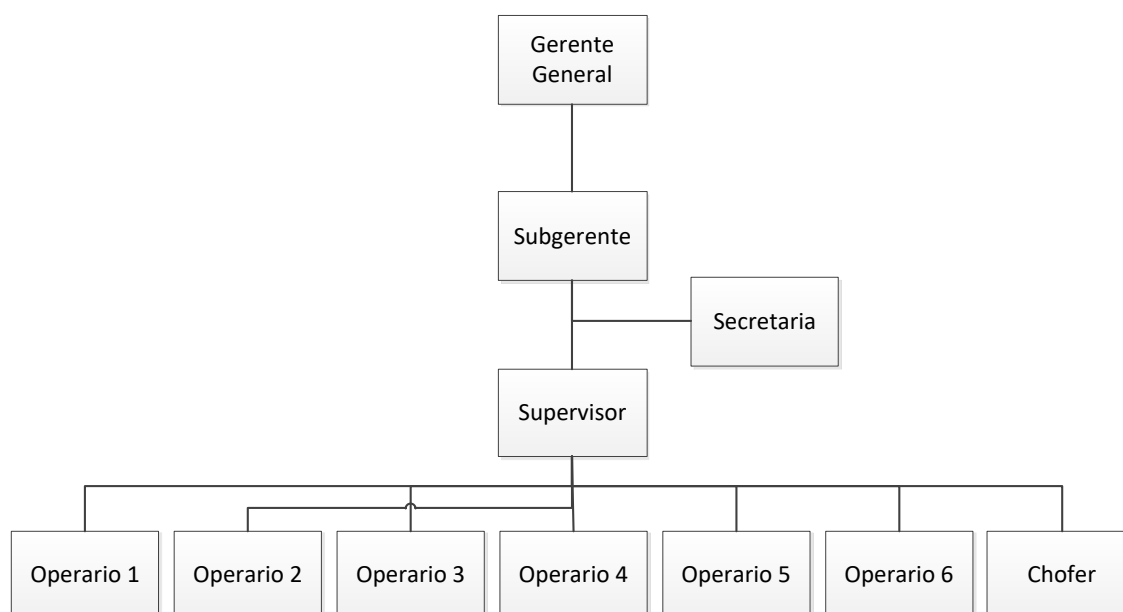 Gerente
General
Subgerente
Secretaria
Supervisor
Operario 1
Operario 2
Operario 3
Operario 4
Operario 5
Operario 6
Chofer